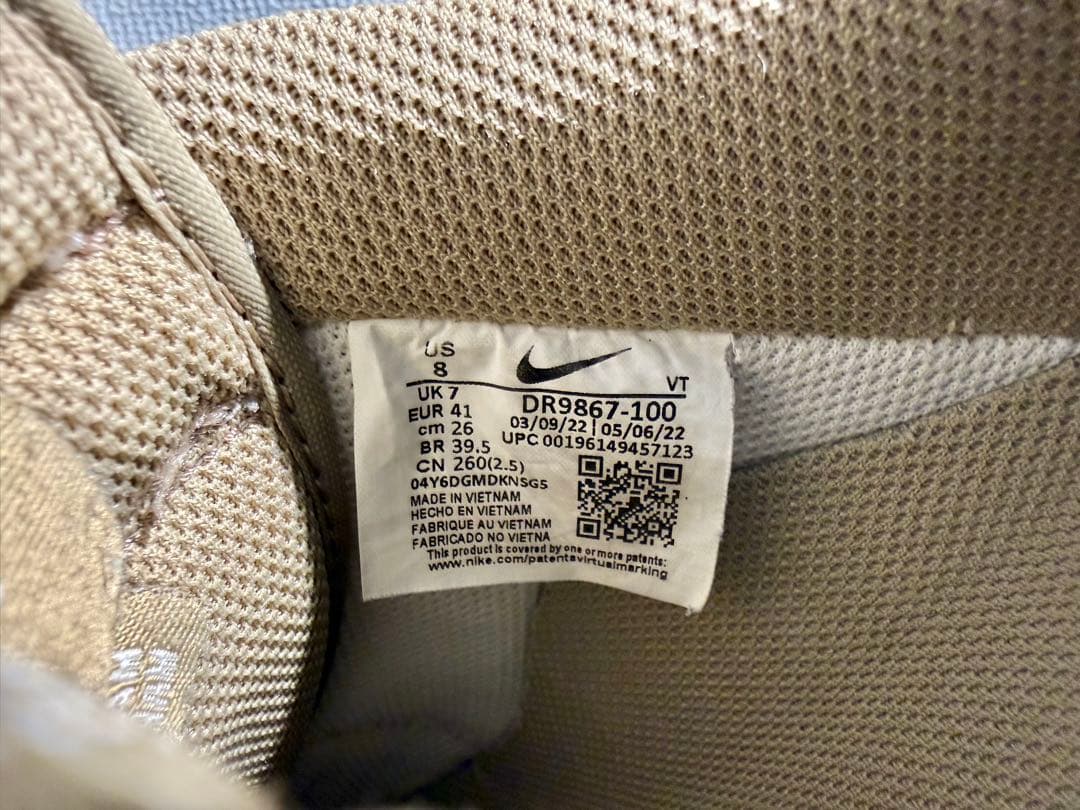 US
8
VT
UK 7
DR9867-100
EUR 41
03/09/22 | 05/06/22
cm 26
UPC 00196149457123
BR 39.5
CN 260(2.5)
04Y6DGMDKNSG5
MADE IN VIETNAM
HECHO EN VIETNAM
FABRIQUE AU VIETNAM
FABRICADO NO VIETNA
This product is covered by one or more patents:
www.nike.com/patentsvirtualmarking